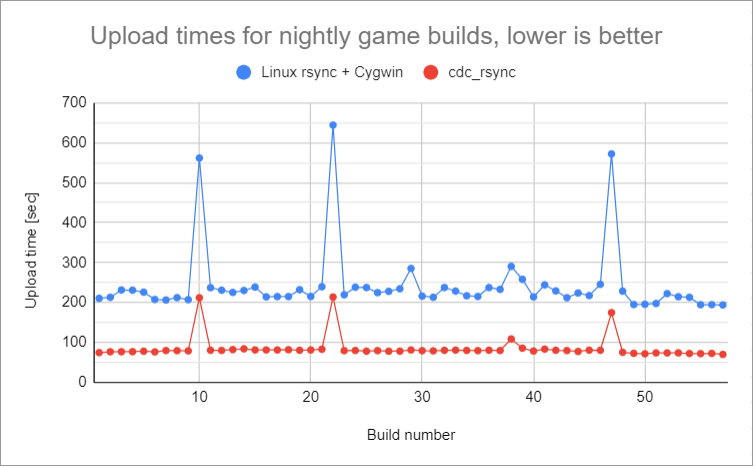 Upload times for nightly game builds, lower is better
Linux rsync + Cygwin
cdc_rsync
Upload time [sec]
700
600
500
400
300
200
100
0
10
20
30
40
50
Build number